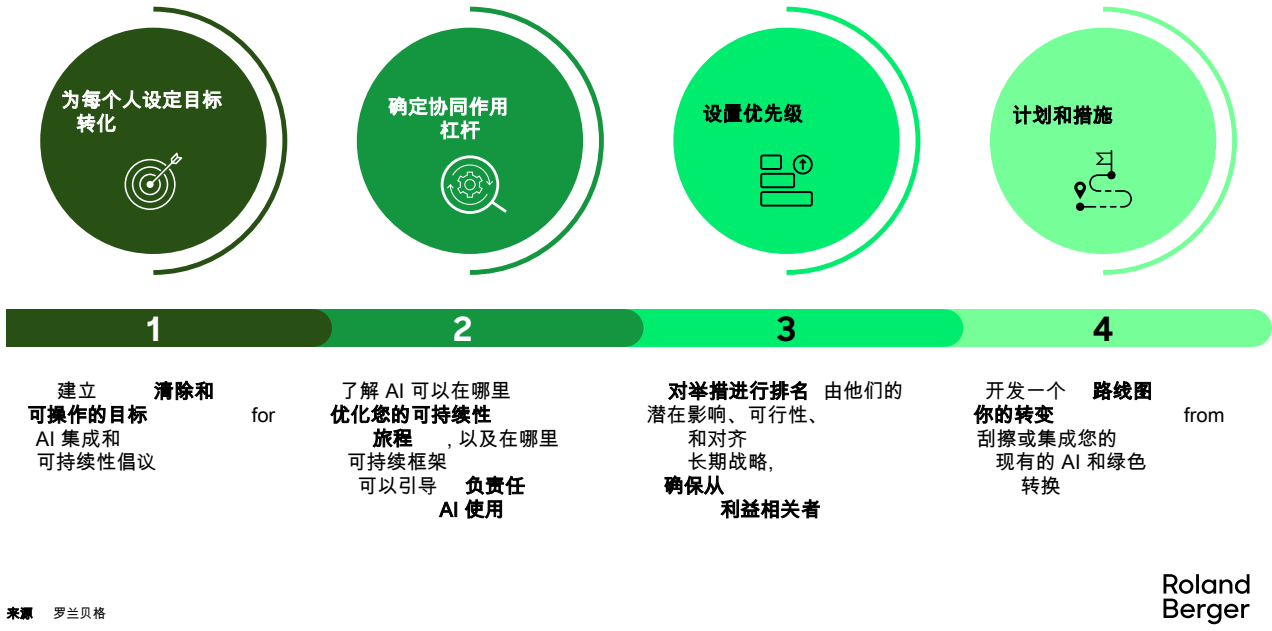 为每个人设定目标
转化
确定协同作用
杠杆
设置优先级
计划和措施
1
2
3
4
建立 清除和
可操作的目标 for
AI 集成和
可持续性倡议
了解 AI 可以在哪里
优化您的可持续性
旅程 , 以及在哪里
可持续框架
可以引导 负责任
AI 使用
对举措进行排名 由他们的
潜在影响、可行性、
和对齐
长期战略,
确保从
利益相关者
开发一个 路线图
你的转变 from
刮擦或集成您的
现有的 AI 和绿色
转换
来源 罗兰贝格
Roland
Berger